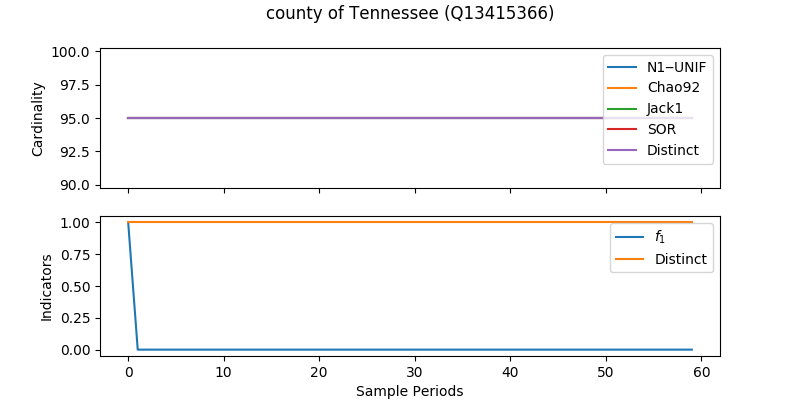 county of Tennessee (Q13415366)
100.0
97.5
95.0
92.5
90.0
Cardinality
N1−UNIF
Chao92
Jack1
SOR
Distinct
1.00
0.75
0.50
0.25
0.00
Indicators
f1
Distinct
0 10 20 30 40 50 60
Sample Periods